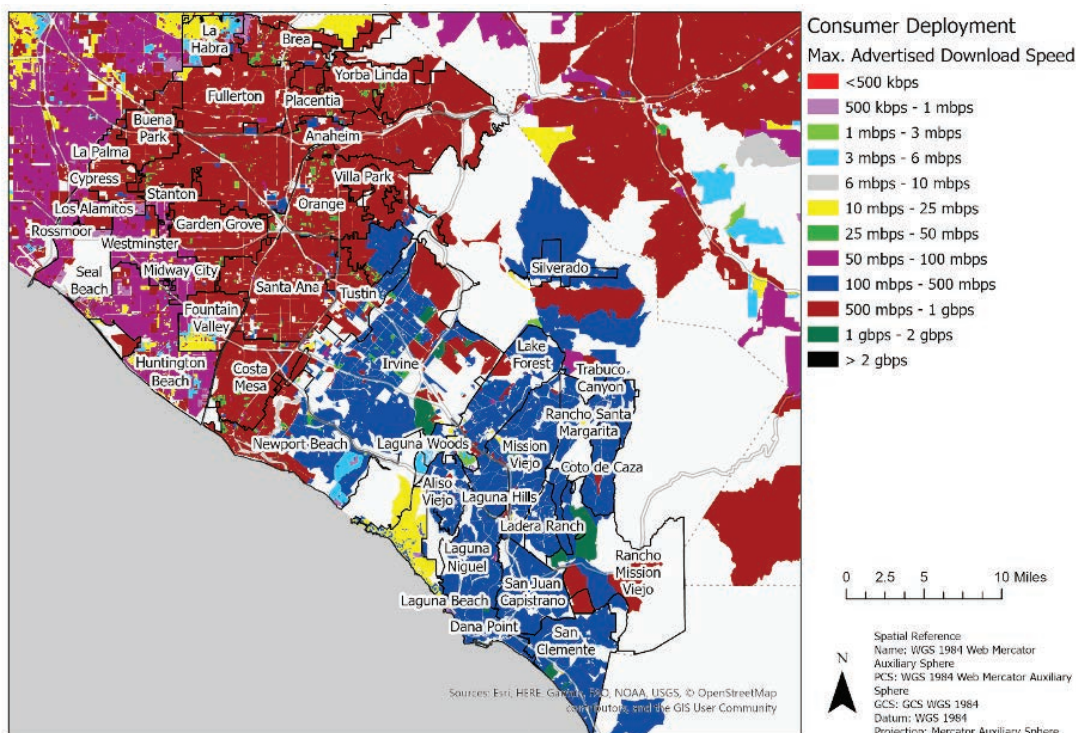 La
Habra
Brea
Yorba Linda
Fullerton
Placentia
Buena
Park
Anaheim
La Palma
Villa Park
Cypress
Stanton
Orange
Los Alamitos
Garden Grove
Rossmoor
Westminster
Silverado
Seal
Beach
Midway City
Santa Ana
Tustin
Fountain
Valley
Lake
Forest
Huntington
Beach
Costa
Mesa
Irvine
Trabuco
Canyon
Rancho Santa
Margarita
Newport Beach
Laguna Woods
Mission
Viejo
Coto de Caza
Aliso
Viejo
Laguna Hills
Ladera Ranch
Laguna
Niguel
Rancho
Mission
Viejo
San Juan
Capistrano
Laguna Beach
Dana Point
San
Clemente
Sources: Esri, HERE, Garmin, FAO, NOAA, USGS, © OpenStreetMap
contributors, and the GIS User Community
Consumer Deployment
Max. Advertised Download Speed
<500 kbps
500 kbps - 1 mbps
1 mbps - 3 mbps
3 mbps - 6 mbps
6 mbps - 10 mbps
10 mbps - 25 mbps
25 mbps - 50 mbps
50 mbps - 100 mbps
100 mbps - 500 mbps
500 mbps - 1 gbps
1 gbps - 2 gbps
> 2 gbps
0 2.5 5 10 Miles
N
Spatial Reference
Name: WGS 1984 Web Mercator
Auxiliary Sphere
PCS: WGS 1984 Web Mercator Auxiliary
Sphere
GCS: GCS WGS 1984
Datum: WGS 1984
Projection: Mercator Auxiliary Sphere